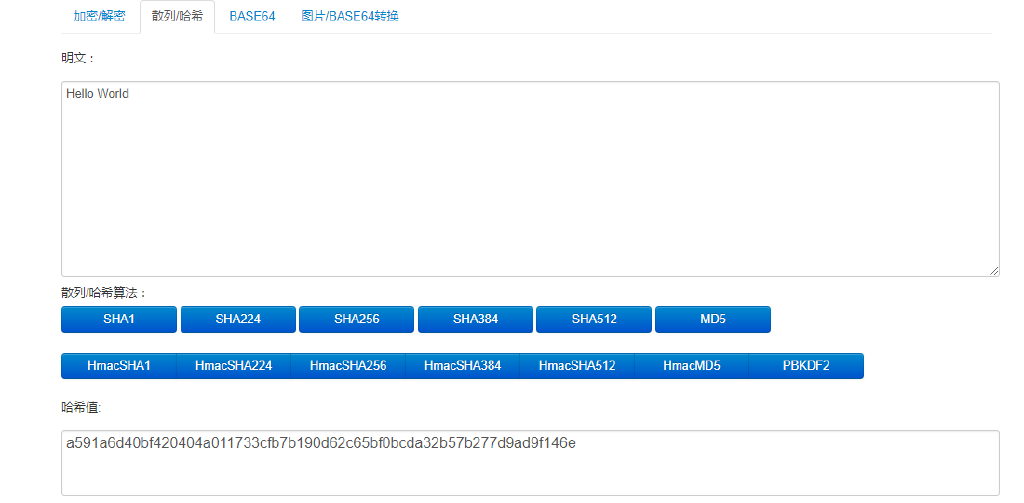 加密/解密 散列/哈希 BASE64 图片/BASE64转换
明文：
Hello World
散列/哈希算法：
SHA1 SHA224 SHA256 SHA384 SHA512 MD5
HmacSHA1 HmacSHA224 HmacSHA256 HmacSHA384 HmacSHA512 HmacMD5 PBKDF2
哈希值:
a591a6d40bf420404a011733cfb7b190d62c65bf0bcda32b57b277d9ad9f146e